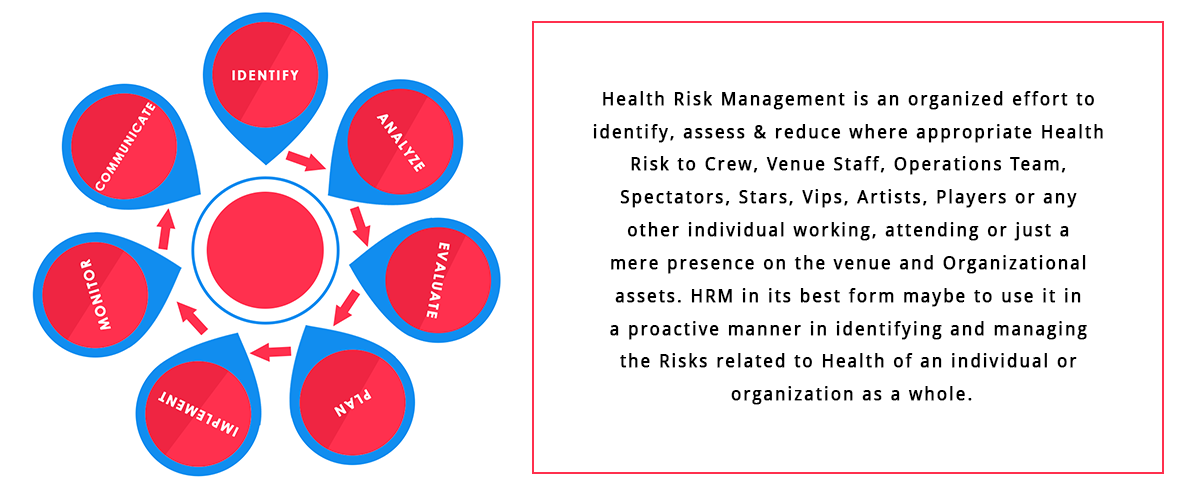 IDENTIFY
ANALYZE
EVALUATE
PLAN
IMPLEMENT
MONITOR
COMMUNICATE
Health Risk Management is an organized effort to
identify, assess & reduce where appropriate Health
Risk to Crew, Venue Staff, Operations Team,
Spectators, Stars, Vips, Artists, Players or any
other individual working, attending or just a
mere presence on the venue and Organizational
assets. HRM in its best form maybe to use it in
a proactive manner in identifying and managing
the Risks related to Health of an individual or
organization as a whole.